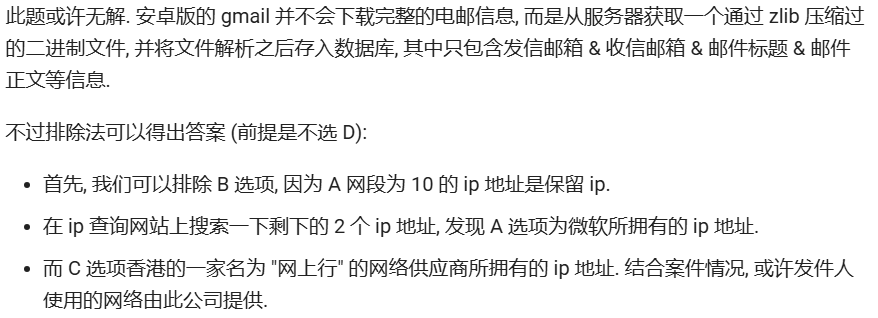 此题或许无解. 安卓版的 gmail 并不会下载完整的电邮信息, 而是从服务器获取一个通过 zlib 压缩过
的二进制文件, 并将文件解析之后存入数据库, 其中只包含发信邮箱 & 收信邮箱 & 邮件标题 & 邮件
正文等信息.
不过排除法可以得出答案 (前提是不选 D):
• 首先, 我们可以排除 B 选项, 因为 A 网段为 10 的 ip 地址是保留 ip.
• 在 ip 查询网站上搜索一下剩下的 2 个 ip 地址, 发现 A 选项为微软所拥有的 ip 地址.
• 而 C 选项香港的一家名为 "网上行" 的网络供应商所拥有的 ip 地址. 结合案件情况, 或许发件人
使用的网络由此公司提供.